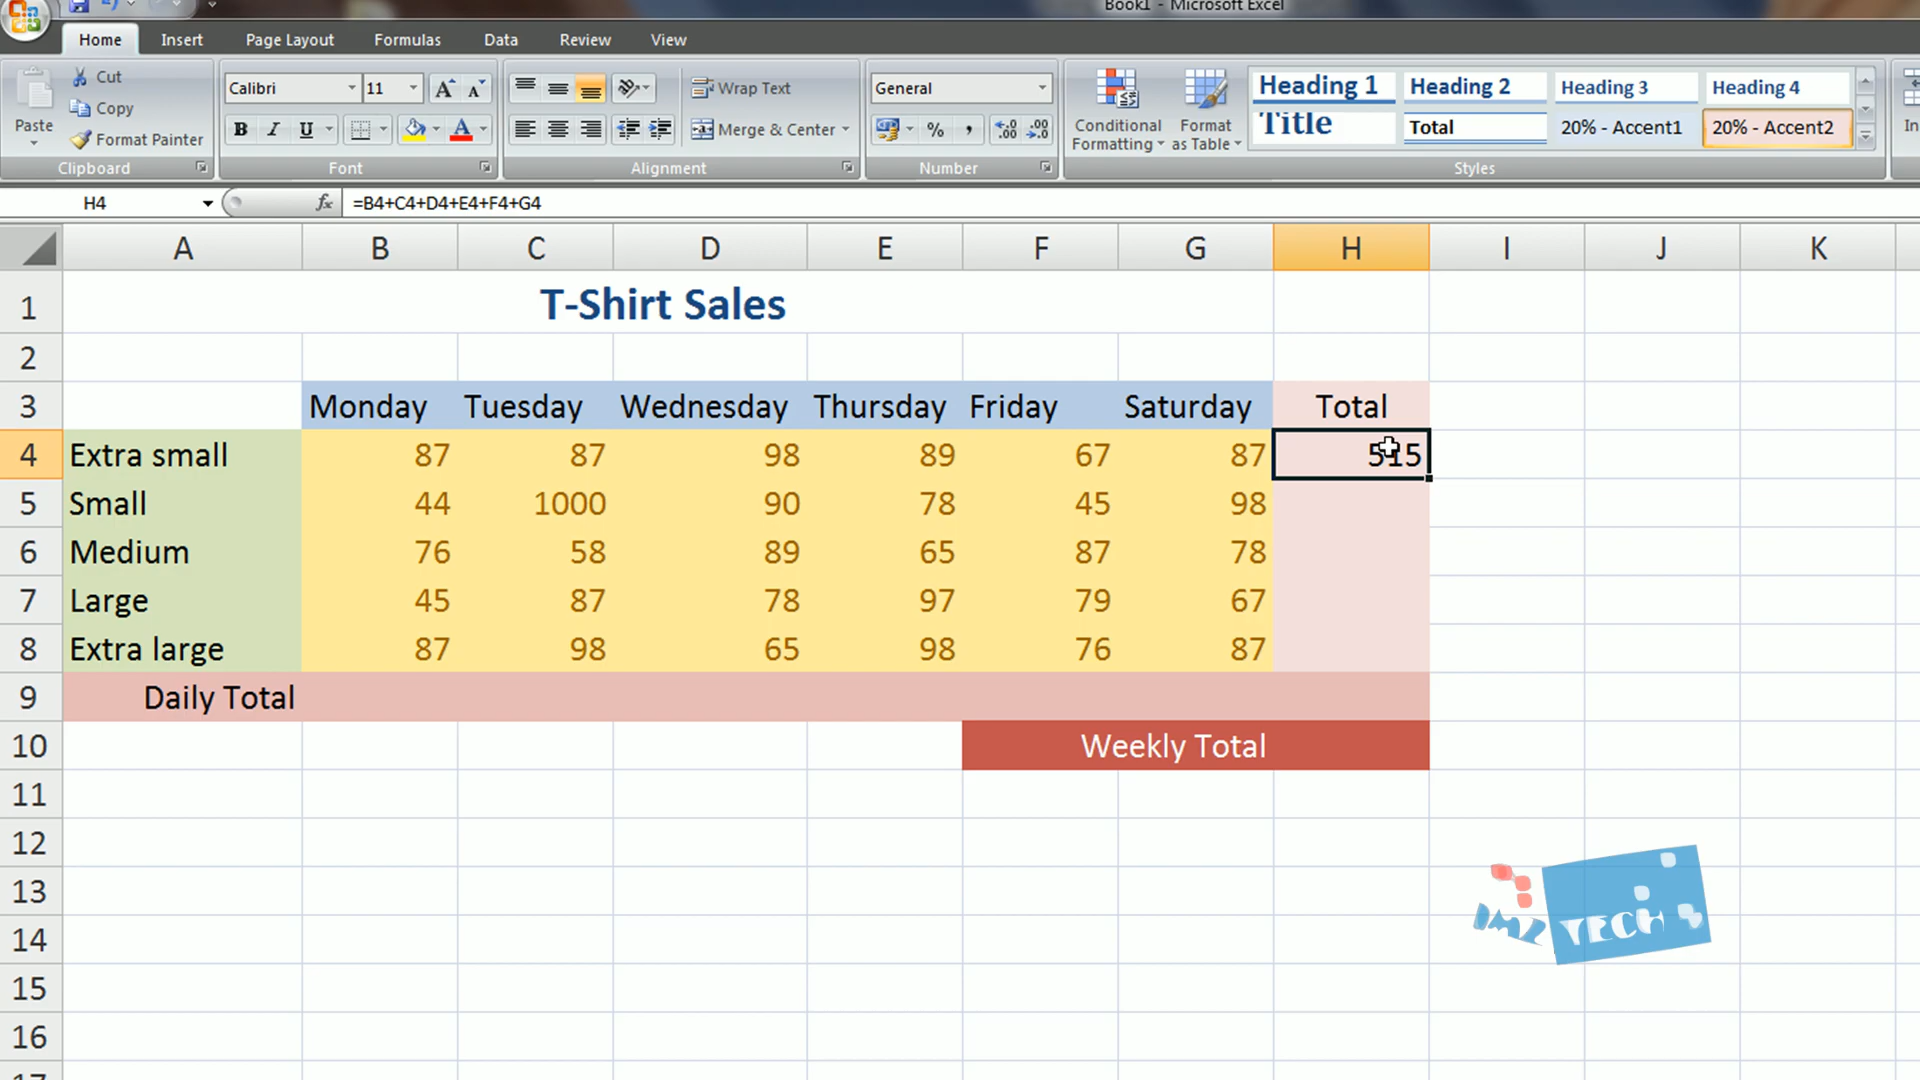 Book1 - Microsoft Excel
Home Insert Page Layout Formulas Data Review View
Paste Cut Copy Format Painter Clipboard
Calibri 11 A A B I U A Font
Wrap Text Merge & Center Alignment
General % , .00 .00 Number
Conditional Formatting Format as Table
Heading 1 Heading 2 Heading 3 Heading 4
Title Total 20% - Accent1 20% - Accent2
Styles
H4 fx =B4+C4+D4+E4+F4+G4
A B C D E F G H I J K
1 T-Shirt Sales
2
3 Monday Tuesday Wednesday Thursday Friday Saturday Total
4 Extra small 87 87 98 89 67 87 515
5 Small 44 1000 90 78 45 98
6 Medium 76 58 89 65 87 78
7 Large 45 87 78 97 79 67
8 Extra large 87 98 65 98 76 87
9 Daily Total
10 Weekly Total
11
12
13
14
15
16
TECH